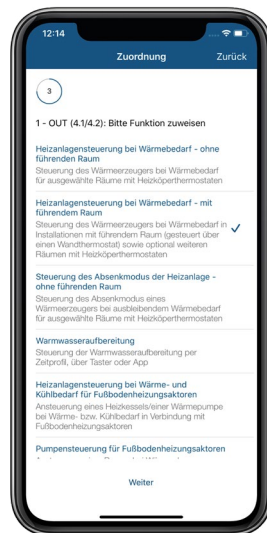 12:14
Zuordnung
Zurück
3
1 - OUT (4.1/4.2): Bitte Funktion zuweisen
Heizanlagensteuerung bei Wärmebedarf - ohne
führenden Raum
Steuerung des Wärmeerzeugers bei Wärmebedarf
für ausgewählte Räume mit Heizköperthermostaten
Heizanlagensteuerung bei Wärmebedarf - mit
führendem Raum
Steuerung des Wärmeerzeugers bei Wärmebedarf in
Installationen mit führendem Raum (gesteuert über
einen Wandthermostat) sowie optional weiteren
Räumen mit Heizköperthermostaten
Steuerung des Absenkmodus der Heizanlage -
ohne führenden Raum
Steuerung des Absenkmodus eines
Wärmeerzeugers bei ausbleibendem Wärmebedarf
für ausgewählte Räume mit Heizköperthermostaten
Warmwasseraufbereitung
Steuerung der Warmwasseraufbereitung per
Zeitprofil, über Taster oder App
Heizanlagensteuerung bei Wärme- und
Kühlbedarf für Fußbodenheizungsaktoren
Ansteuerung eines Heizkessels/einer Wärmepumpe
bei Wärme- bzw. Kühlbedarf in Verbindung mit
Fußbodenheizungsaktoren
Pumpensteuerung für Fußbodenheizungsaktoren
Weiter